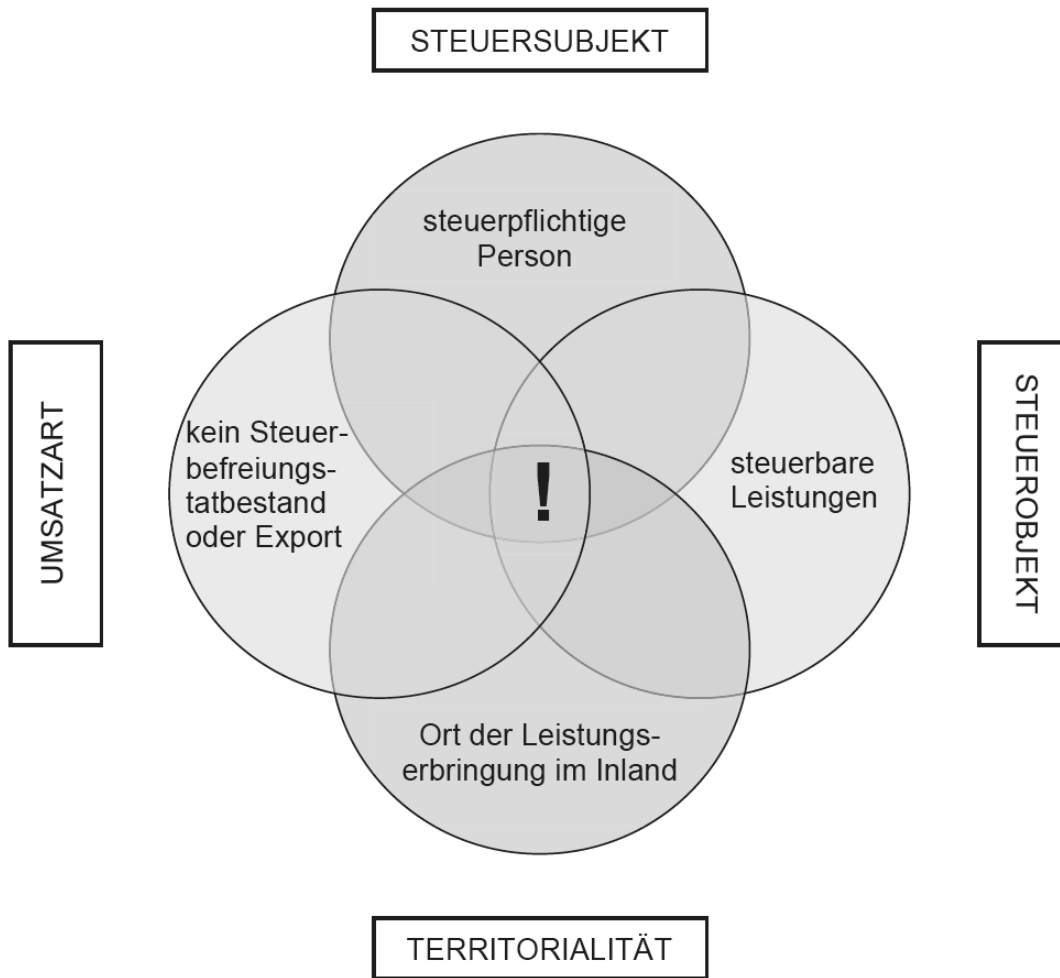 STEUERSUBJEKT
steuerpflichtige
Person
UMSATZART
kein Steuer-
befreiungs-
tatbestand
oder Export
!
steuerbare
Leistungen
STEUEROBJEKT
Ort der Leistungs-
erbringung im Inland
TERRITORIALITÄT